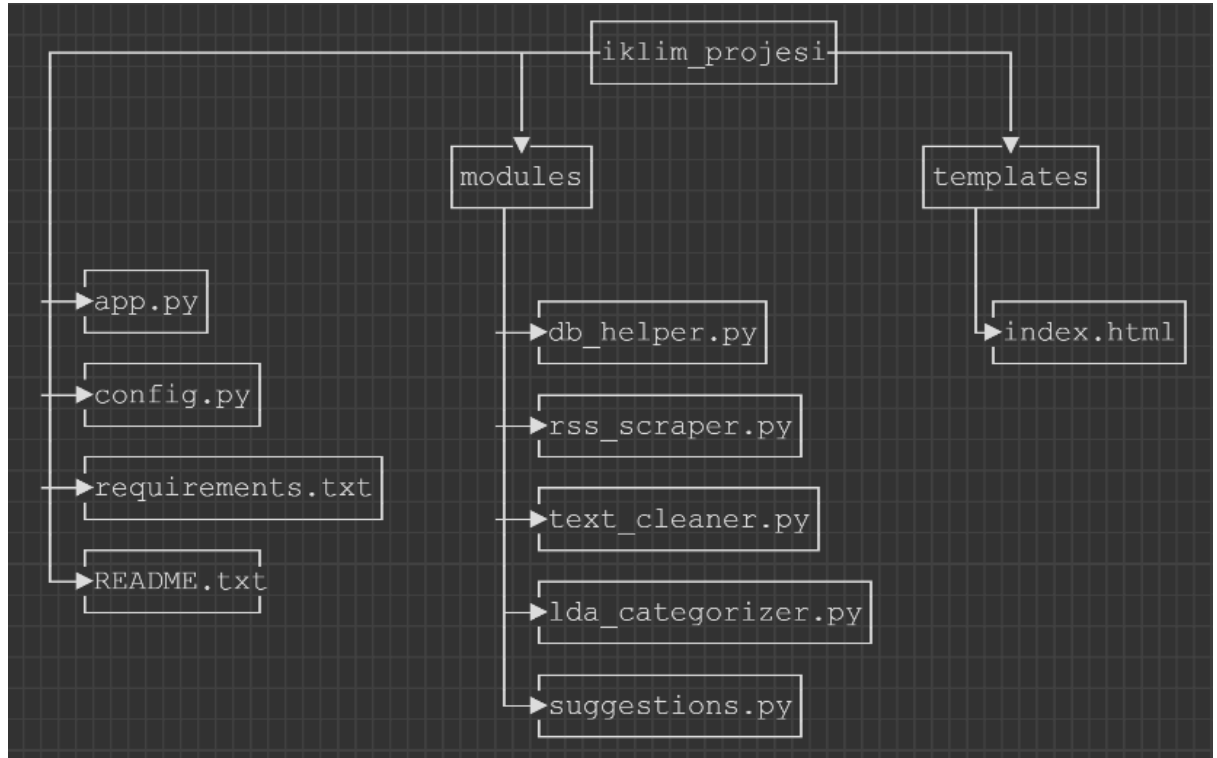 iklim_projesi
modules
templates
app.py
config.py
requirements.txt
README.txt
db_helper.py
rss_scraper.py
text_cleaner.py
lda_categorizer.py
suggestions.py
index.html